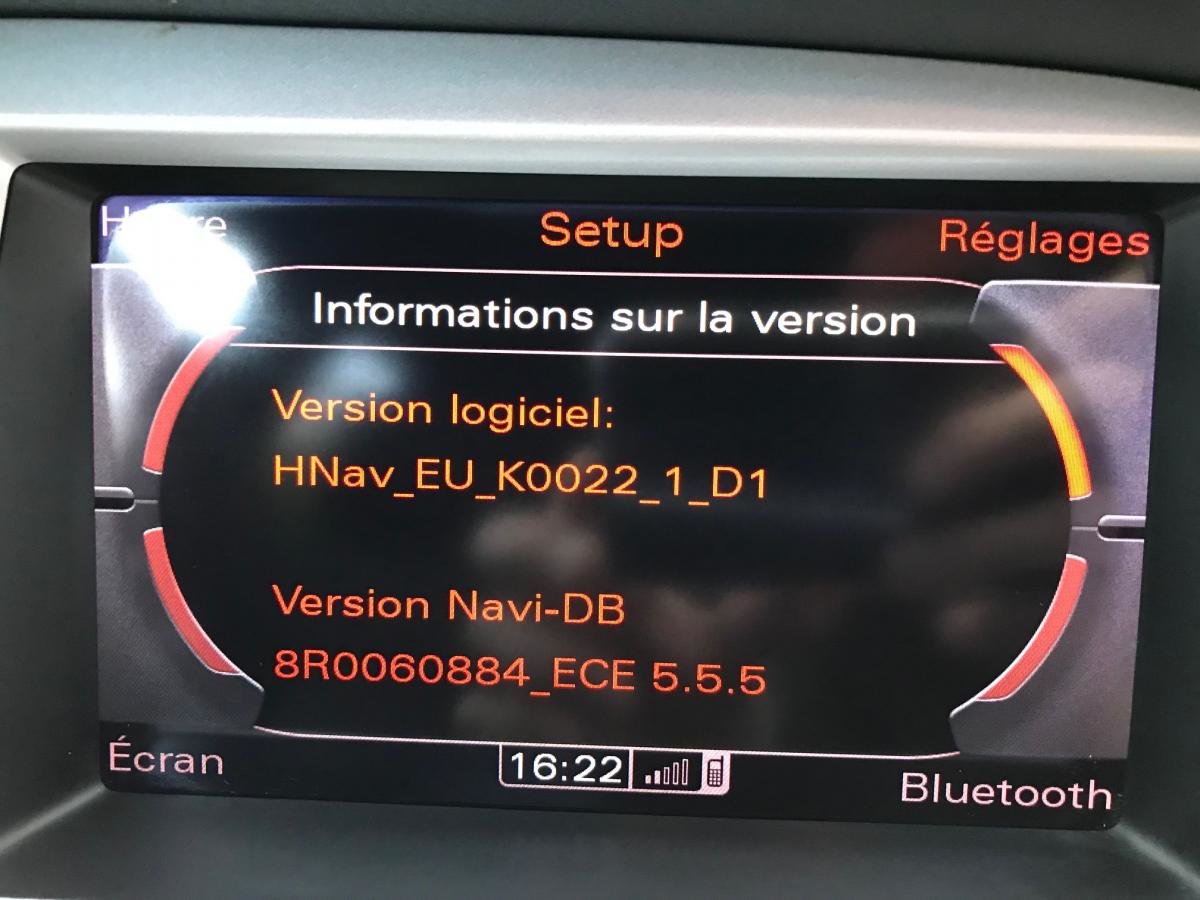 Setup
Réglages
Informations sur la version
Version logiciel:
HNav_EU_K0022_1_D1
Version Navi-DB
8R0060884_ECE 5.5.5
Écran
16:22
Bluetooth